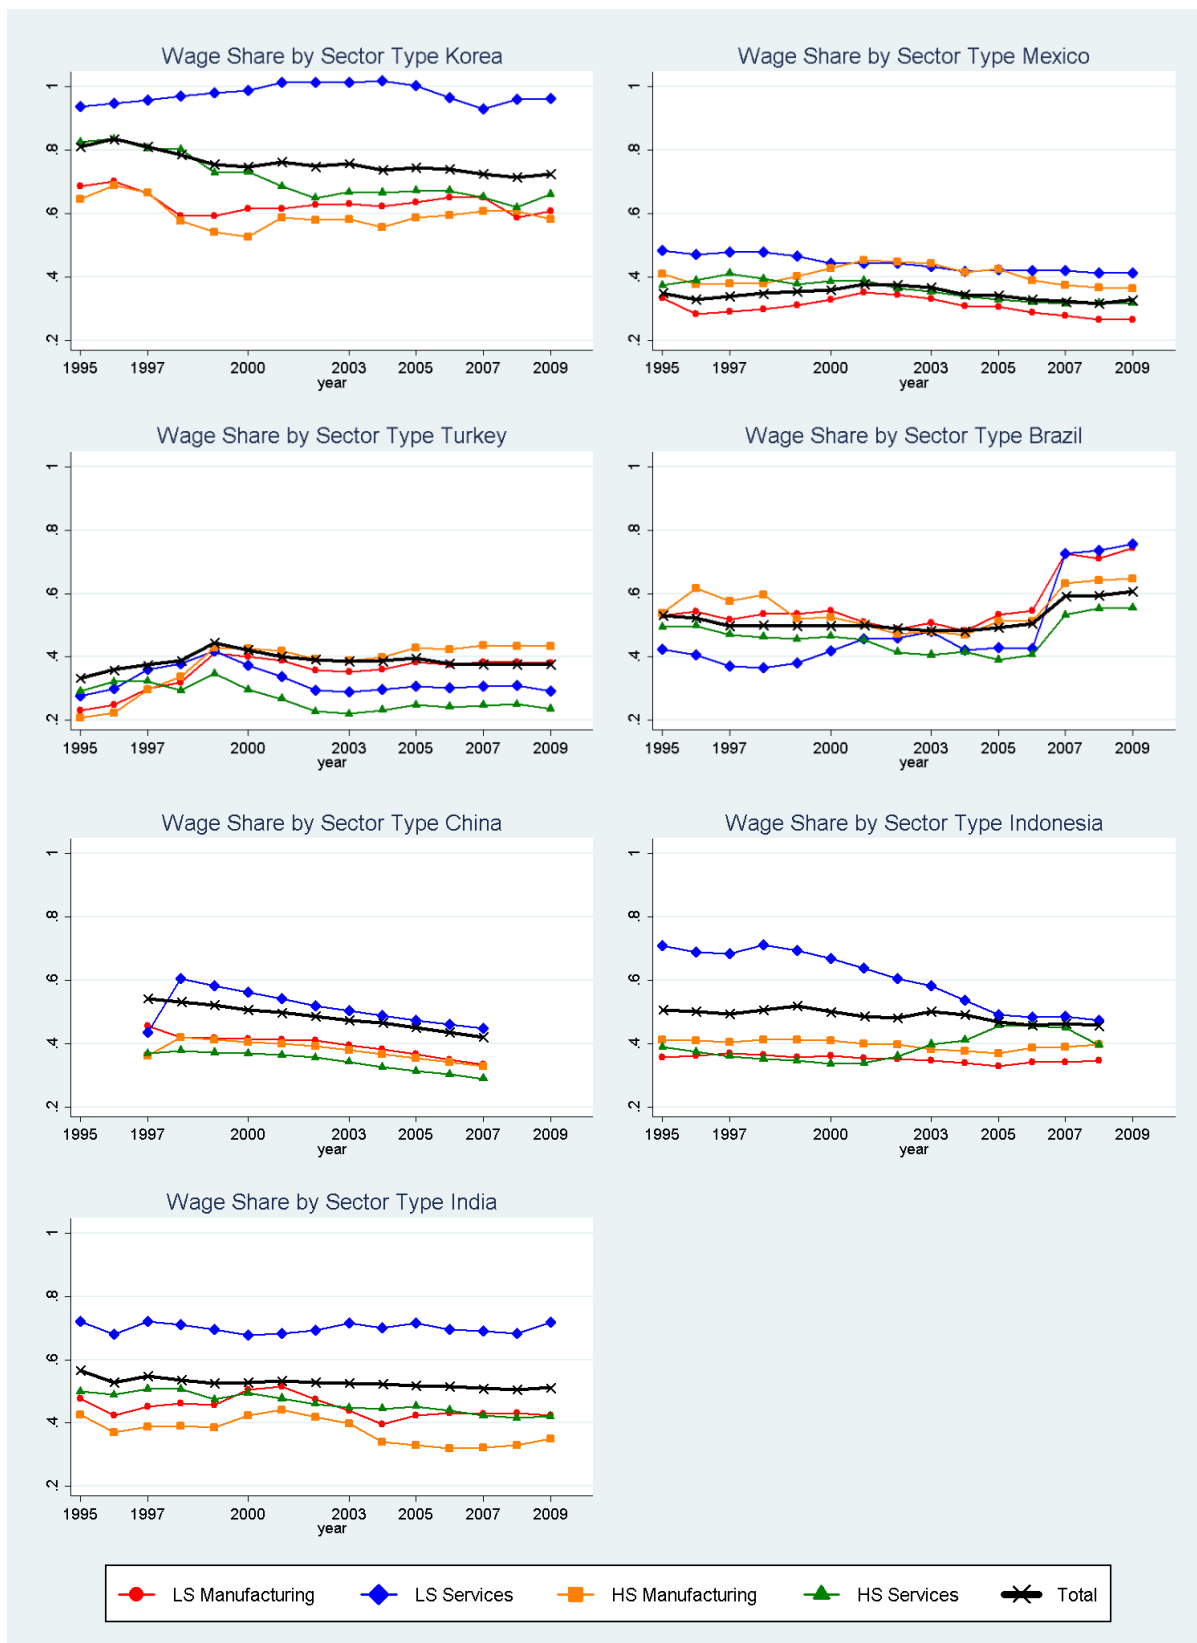 Wage Share by Sector Type Korea
1
.8
.6
.4
.2
1995 1997 2000 2003 2005 2007 2009
year
Wage Share by Sector Type Mexico
1
.8
.6
.4
.2
1995 1997 2000 2003 2005 2007 2009
year
Wage Share by Sector Type Turkey
1
.8
.6
.4
.2
1995 1997 2000 2003 2005 2007 2009
year
Wage Share by Sector Type Brazil
1
.8
.6
.4
.2
1995 1997 2000 2003 2005 2007 2009
year
Wage Share by Sector Type China
1
.8
.6
.4
.2
1995 1997 2000 2003 2005 2007 2009
year
Wage Share by Sector Type Indonesia
1
.8
.6
.4
.2
1995 1997 2000 2003 2005 2007 2009
year
Wage Share by Sector Type India
1
.8
.6
.4
.2
1995 1997 2000 2003 2005 2007 2009
year
LS Manufacturing LS Services HS Manufacturing HS Services Total